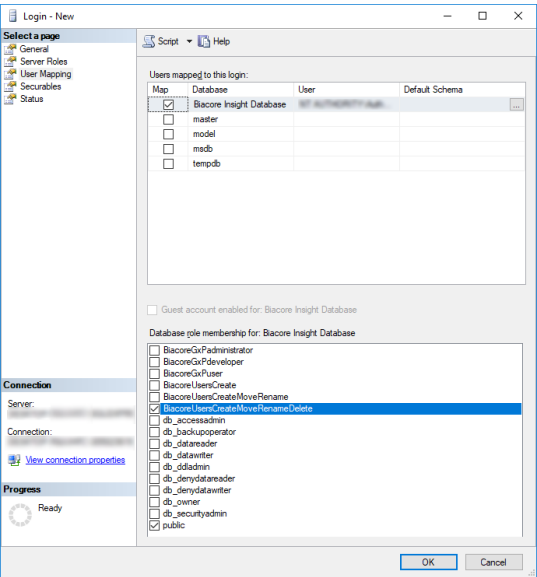 Login - New
Select a page
General
Server Roles
User Mapping
Securables
Status
Script Help
Users mapped to this login:
Map Database User Default Schema
Biacore Insight Database ...
master
model
msdb
tempdb
Guest account enabled for: Biacore Insight Database
Database role membership for: Biacore Insight Database
BiacoreGxPadministrator
BiacoreGxPdeveloper
BiacoreGxPuser
BiacoreUsersCreate
BiacoreUsersCreateMoveRename
BiacoreUsersCreateMoveRenameDelete
db_accessadmin
db_backupoperator
db_datareader
db_datawriter
db_ddladmin
db_denydatareader
db_denydatawriter
db_owner
db_securityadmin
public
Connection
Server:
Connection:
View connection properties
Progress
Ready
OK Cancel